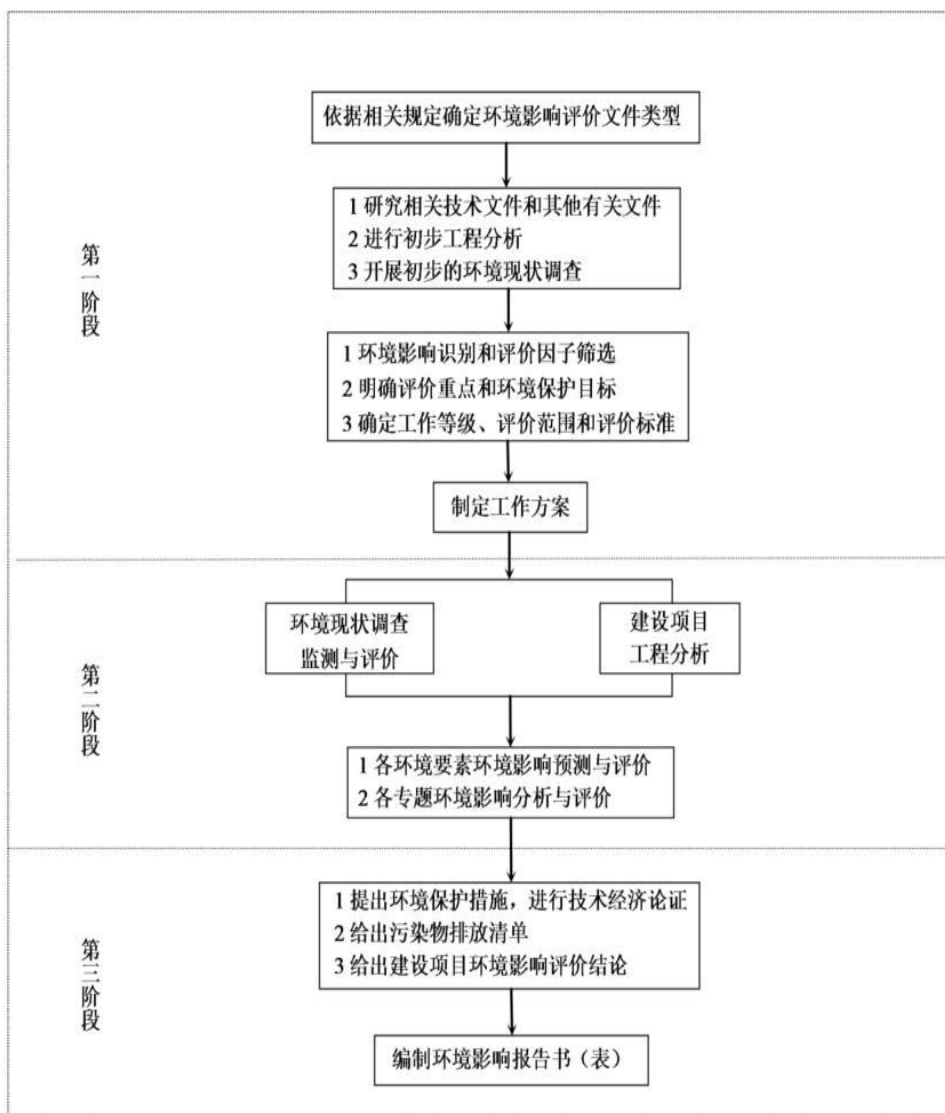 依据相关规定确定环境影响评价文件类型
1 研究相关技术文件和其他有关文件
2 进行初步工程分析
3 开展初步的环境现状调查
第一阶段
1 环境影响识别和评价因子筛选
2 明确评价重点和环境保护目标
3 确定工作等级、评价范围和评价标准
制定工作方案
环境现状调查
监测与评价
建设项目
工程分析
第二阶段
1 各环境要素环境影响预测与评价
2 各专题环境影响分析与评价
1 提出环境保护措施，进行技术经济论证
2 给出污染物排放清单
3 给出建设项目环境影响评价结论
第三阶段
编制环境影响报告书（表）